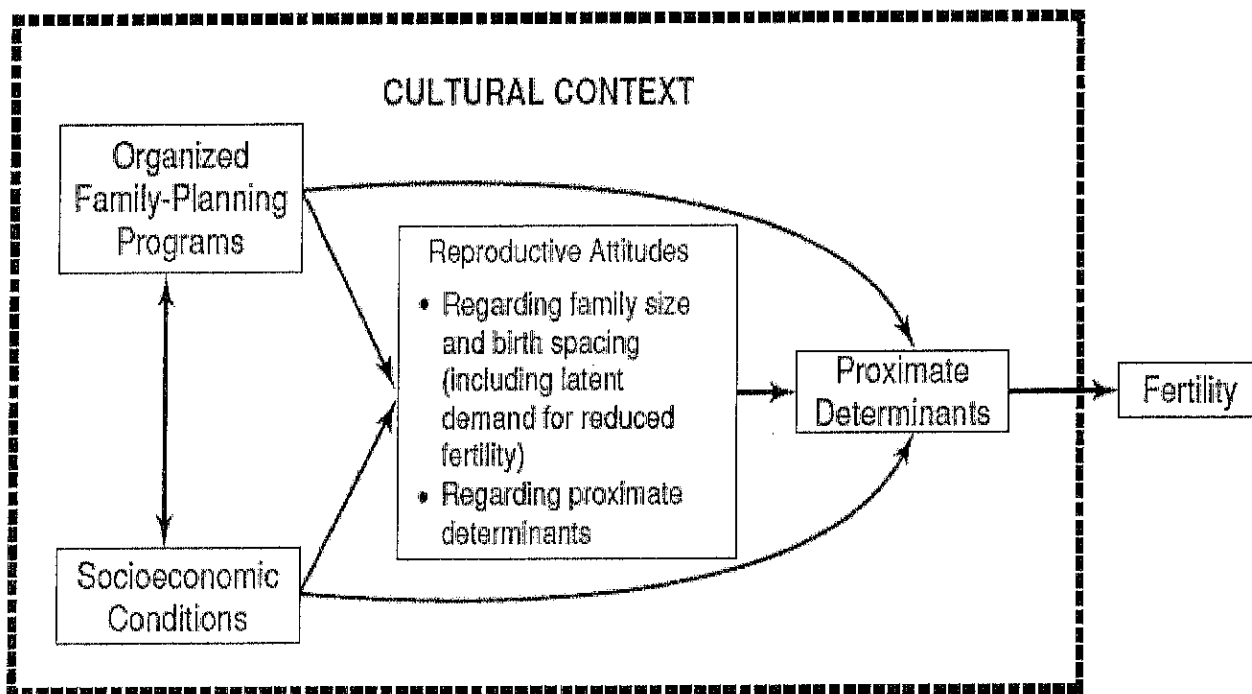 CULTURAL CONTEXT
Organized
Family-Planning
Programs
Reproductive Attitudes
• Regarding family size
and birth spacing
(including latent
demand for reduced
fertility)
• Regarding proximate
determinants
Socioeconomic
Conditions
Proximate
Determinants
Fertility